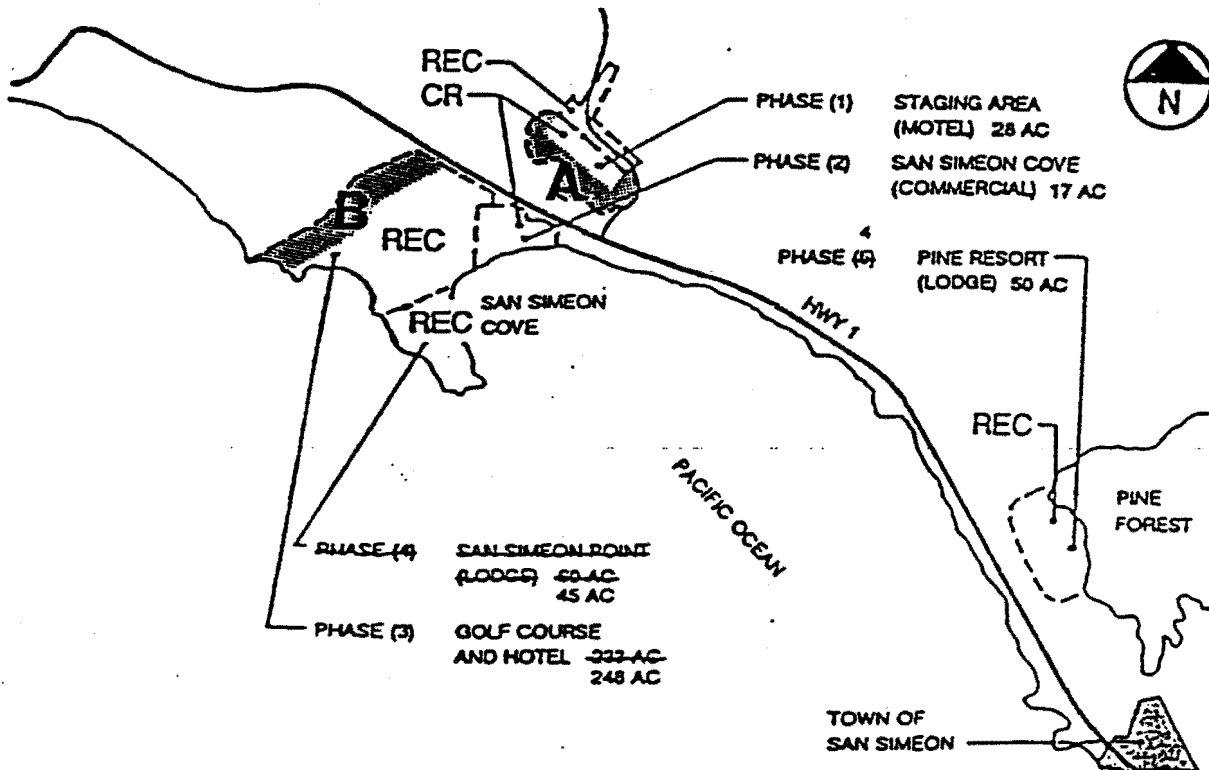 REC
CR
N
PHASE (1) STAGING AREA
(MOTEL) 28 AC
PHASE (2) SAN SIMEON COVE
(COMMERCIAL) 17 AC
A
B
REC
4
PHASE (5) PINE RESORT
(LODGE) 50 AC
REC
SAN SIMEON
COVE
HWY 1
REC
PINE
FOREST
PACIFIC OCEAN
PHASE (4) SAN SIMEON POINT
(LODGE) 60 AC
45 AC
PHASE (3) GOLF COURSE
AND HOTEL 233 AC
248 AC
TOWN OF
SAN SIMEON